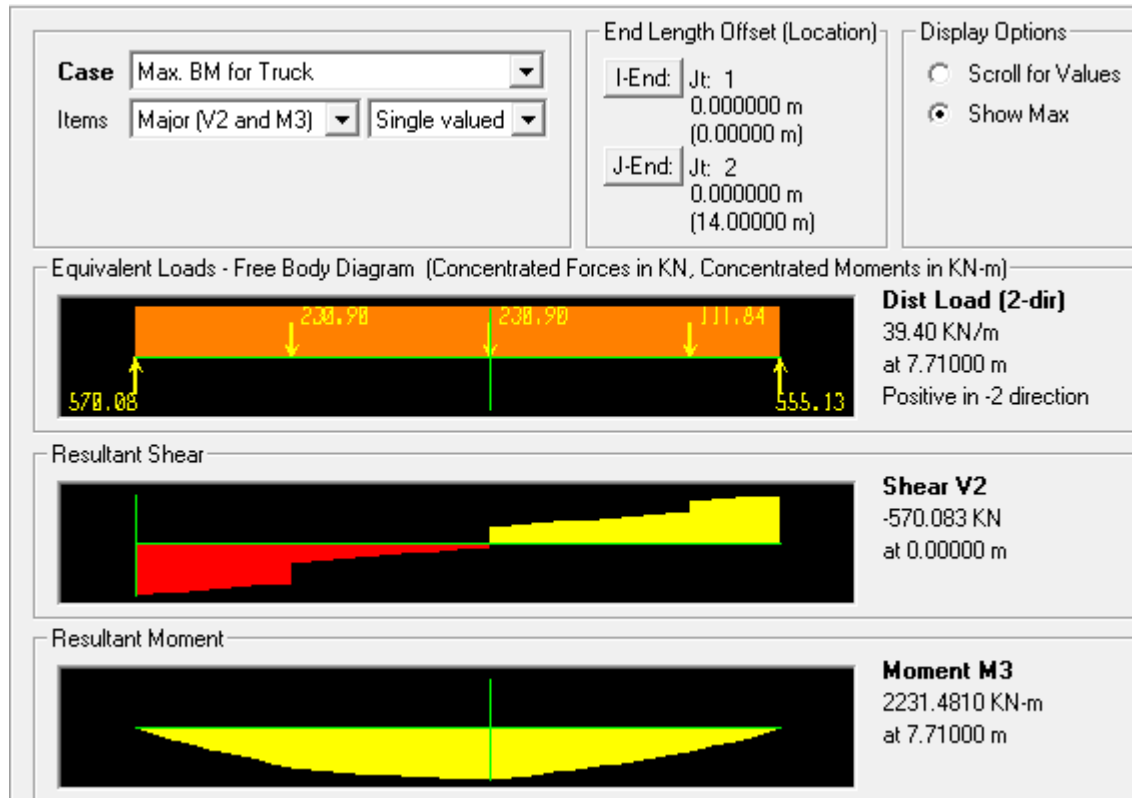 Case Max. BM for Truck
Items Major (V2 and M3) Single valued
End Length Offset (Location)
I-End: Jt: 1
0.000000 m
(0.00000 m)
J-End: Jt: 2
0.000000 m
(14.00000 m)
Display Options
Scroll for Values
Show Max
Equivalent Loads - Free Body Diagram (Concentrated Forces in KN, Concentrated Moments in KN-m)
230.90 230.90 111.84
570.08 555.13
Dist Load (2-dir)
39.40 KN/m
at 7.71000 m
Positive in -2 direction
Resultant Shear
Shear V2
-570.083 KN
at 0.00000 m
Resultant Moment
Moment M3
2231.4810 KN-m
at 7.71000 m